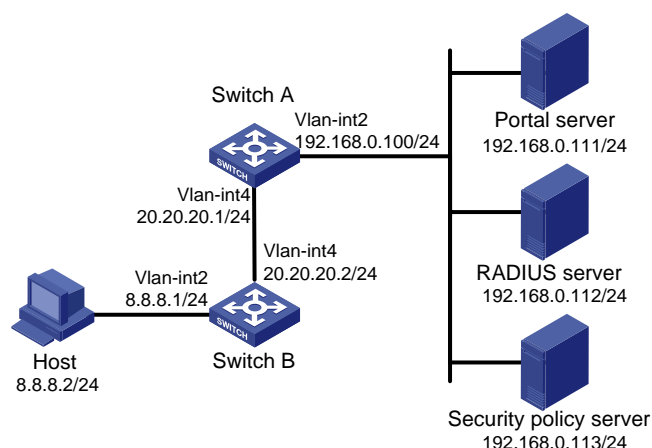 Switch A
Vlan-int2
192.168.0.100/24
SWITCH
Vlan-int4
20.20.20.1/24
Vlan-int4
20.20.20.2/24
Vlan-int2
8.8.8.1/24
SWITCH
Switch B
Host
8.8.8.2/24
Portal server
192.168.0.111/24
RADIUS server
192.168.0.112/24
Security policy server
192.168.0.113/24